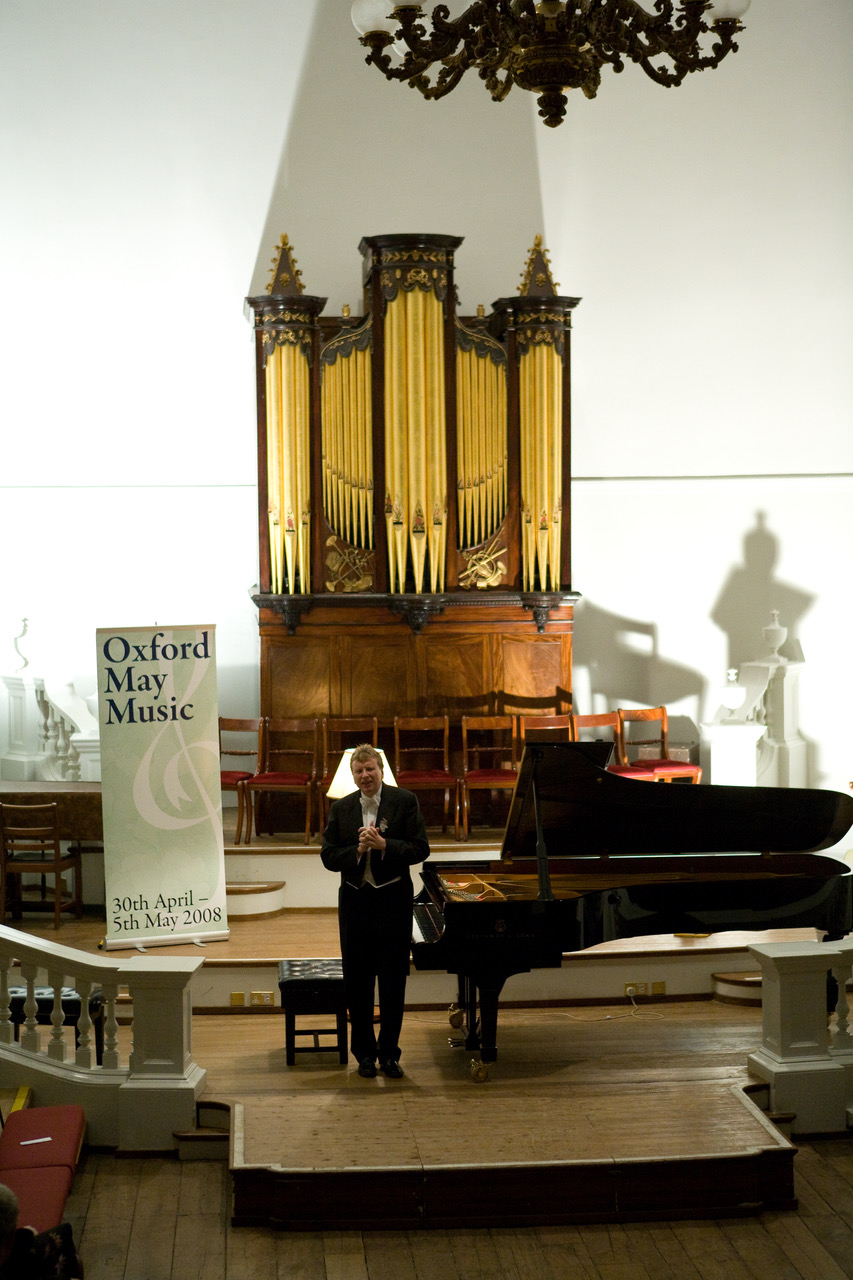 Oxford
May
Music
30th April –
5th May 2008